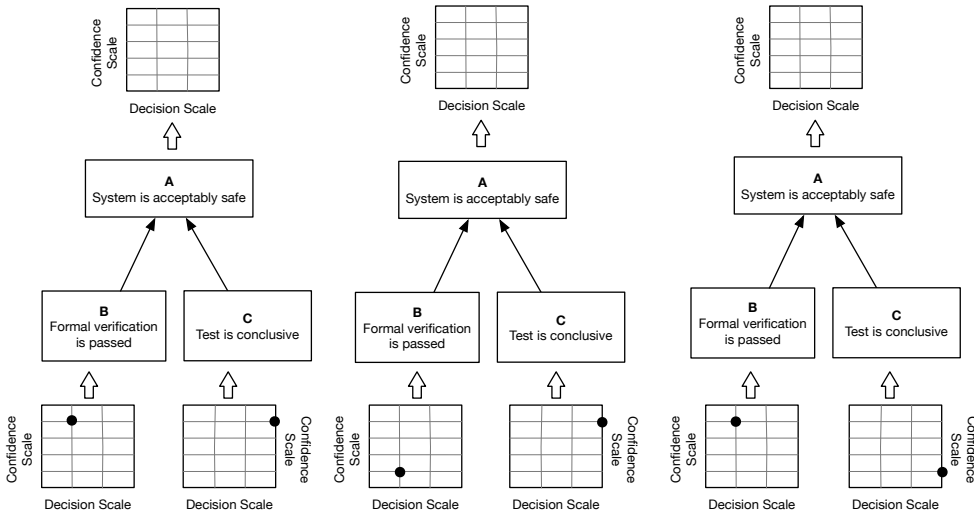 Confidence
Scale
Decision Scale
A
System is acceptably safe
B
Formal verification
is passed
C
Test is conclusive
Confidence
Scale
Decision Scale
Confidence
Scale
Decision Scale
Confidence
Scale
Decision Scale
A
System is acceptably safe
B
Formal verification
is passed
C
Test is conclusive
Confidence
Scale
Decision Scale
Confidence
Scale
Decision Scale
Confidence
Scale
Decision Scale
A
System is acceptably safe
B
Formal verification
is passed
C
Test is conclusive
Confidence
Scale
Decision Scale
Confidence
Scale
Decision Scale